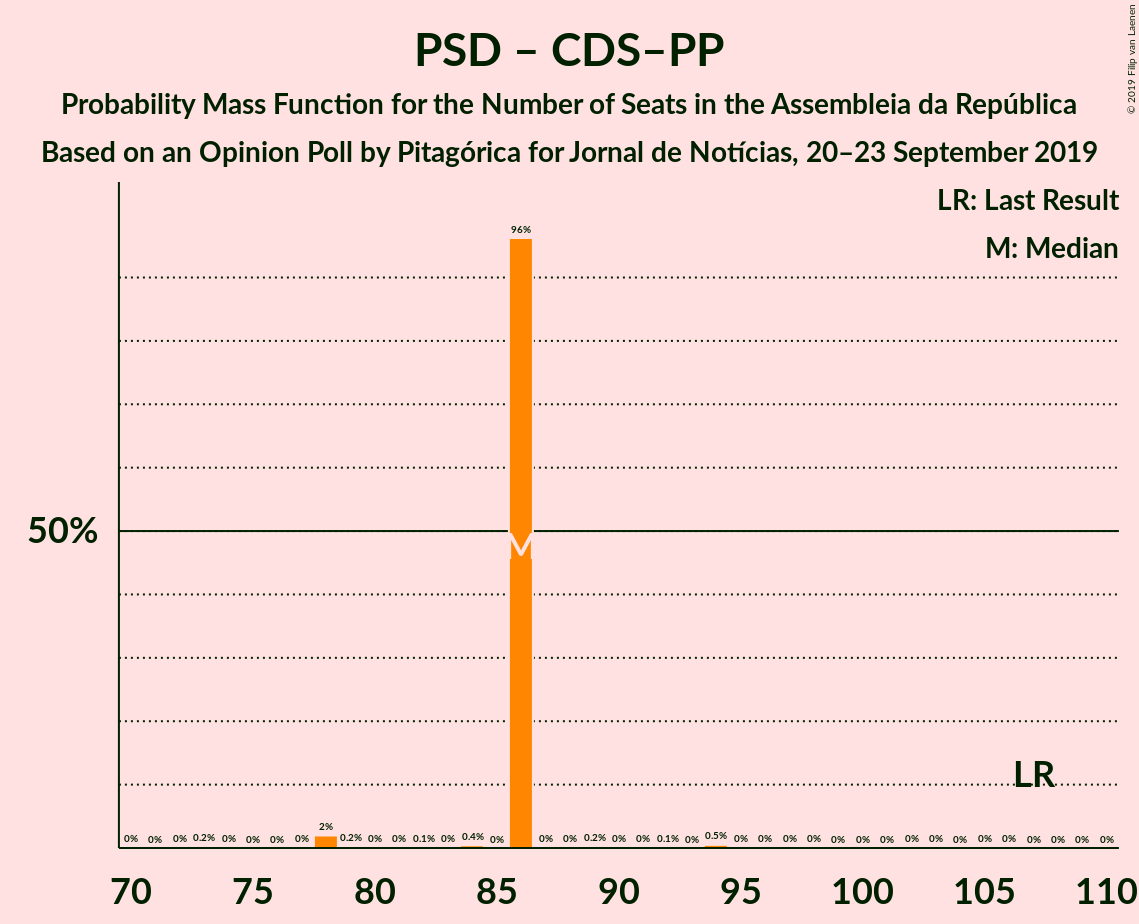 PSD – CDS–PP
Probability Mass Function for the Number of Seats in the Assembleia da República
Based on an Opinion Poll by Pitagórica for Jornal de Notícias, 20–23 September 2019
© 2019 Filip van Laenen
LR: Last Result
M: Median
96%
50%
M
LR
0% 0% 0% 0.2% 0% 0% 0% 0% 2% 0.2% 0% 0% 0.1% 0% 0.4% 0% 0% 0% 0.2% 0% 0% 0.1% 0% 0.5% 0% 0% 0% 0% 0% 0% 0% 0% 0% 0% 0% 0% 0% 0% 0% 0%
70 75 80 85 90 95 100 105 110